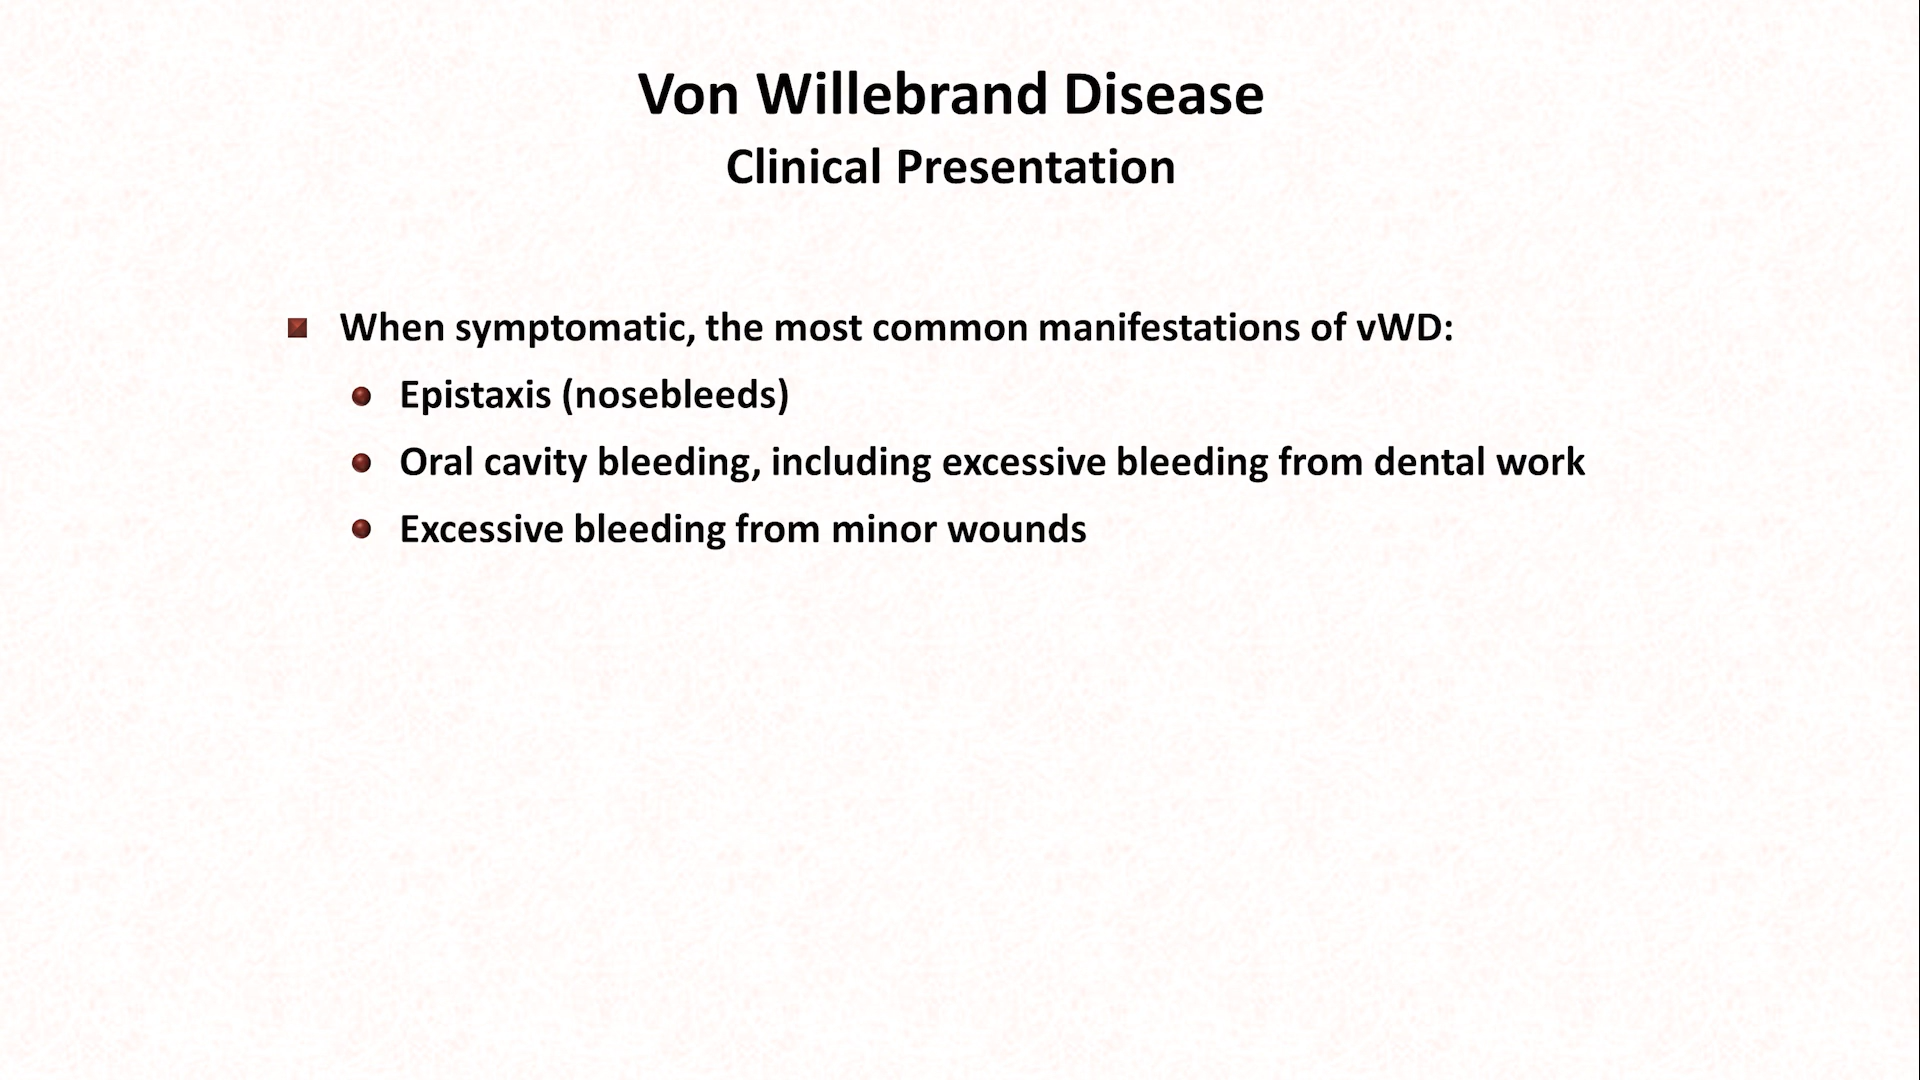 Von Willebrand Disease
Clinical Presentation
When symptomatic, the most common manifestations of vWD:
Epistaxis (nosebleeds)
Oral cavity bleeding, including excessive bleeding from dental work
Excessive bleeding from minor wounds